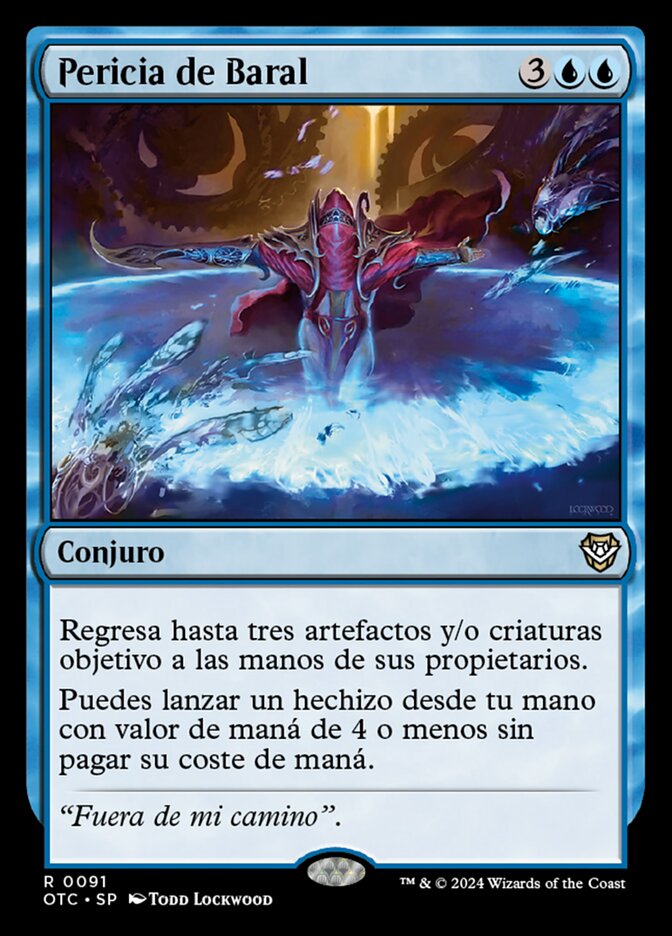 Pericia de Baral
3
LOCKWOOD
Conjuro
Regresa hasta tres artefactos y/o criaturas
objetivo a las manos de sus propietarios.
Puedes lanzar un hechizo desde tu mano
con valor de maná de 4 o menos sin
pagar su coste de maná.
“Fuera de mi camino”.
R 0091
OTC • SP Todd Lockwood
™ & © 2024 Wizards of the Coast